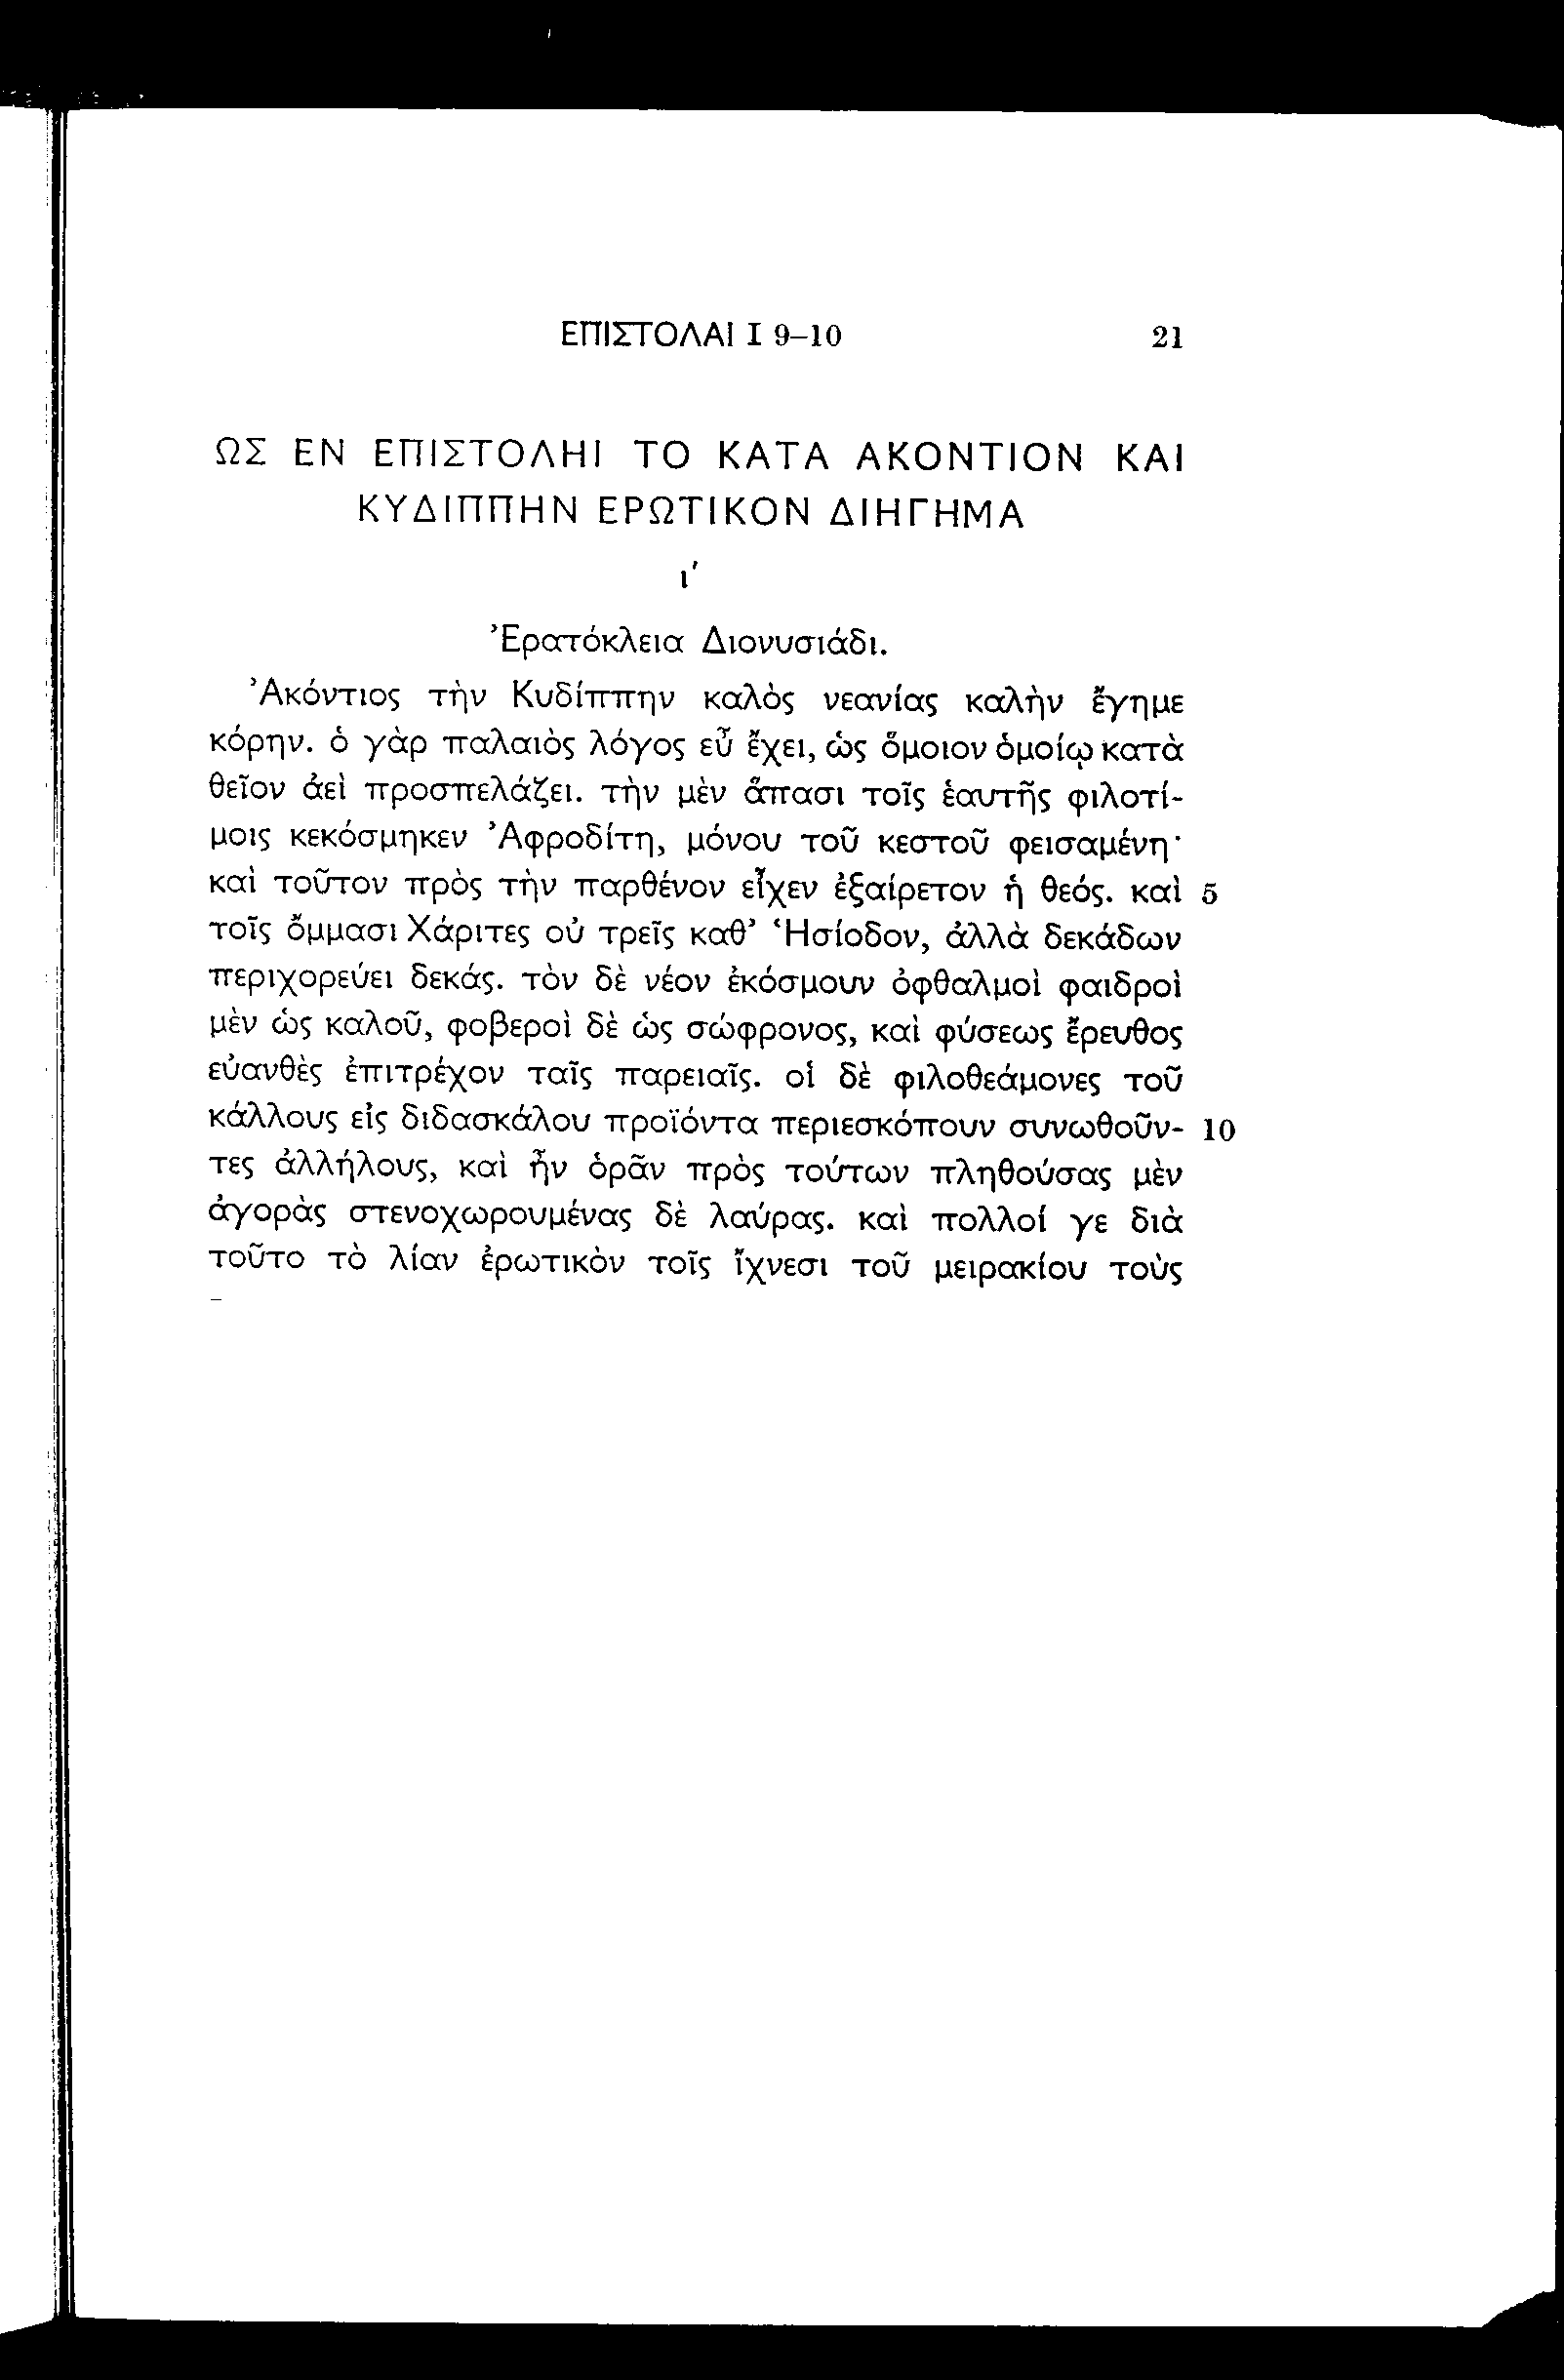 ΕΠΙΣΤΟΛΑΙ Ι 9–10 21
ΩΣ ΕΝ ΕΠΙΣΤΟΛΗΙ ΤΟ ΚΑΤΑ ΑΚΟΝΤΙΟΝ ΚΑΙ
ΚΥΔΙΠΠΗΝ ΕΡΩΤΙΚΟΝ ΔΙΗΓΗΜΑ
ι′
Ἐρατόκλεια Διονυσιάδι.
Ἀκόντιος τὴν Κυδίππην καλὸς νεανίας καλὴν ἔγημε
κόρην. ὁ γὰρ παλαιὸς λόγος εὖ ἔχει, ὡς ὅμοιον ὁμοίῳ κατὰ
θεῖον ἀεὶ προσπελάζει. τὴν μὲν ἅπασι τοῖς ἑαυτῆς φιλοτί-
μοις κεκόσμηκεν Ἀφροδίτη, μόνου τοῦ κεστοῦ φεισαμένη·
καὶ τοῦτον πρὸς τὴν παρθένον εἶχεν ἐξαίρετον ἡ θεός. καὶ 5
τοῖς ὄμμασι Χάριτες οὐ τρεῖς καθ’ Ἡσίοδον, ἀλλὰ δεκάδων
περιχορεύει δεκάς. τὸν δὲ νέον ἐκόσμουν ὀφθαλμοὶ φαιδροὶ
μὲν ὡς καλοῦ, φοβεροὶ δὲ ὡς σώφρονος, καὶ φύσεως ἔρευθος
εὐανθὲς ἐπιτρέχον ταῖς παρειαῖς. οἱ δὲ φιλοθεάμονες τοῦ
κάλλους εἰς διδασκάλου προϊόντα περιεσκόπουν συνωθοῦν- 10
τες ἀλλήλους, καὶ ἦν ὁρᾶν πρὸς τούτων πληθούσας μὲν
ἀγορὰς στενοχωρουμένας δὲ λαύρας. καὶ πολλοί γε διὰ
τοῦτο τὸ λίαν ἐρωτικὸν τοῖς ἴχνεσι τοῦ μειρακίου τοὺς